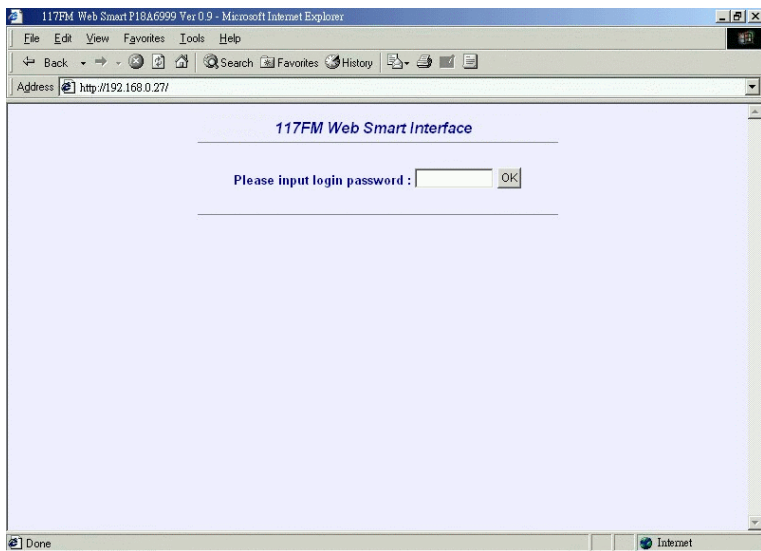 117FM Web Smart P18A6999 Ver 0.9 - Microsoft Internet Explorer
File Edit View Favorites Tools Help
Back Search Favorites History
Address http://192.168.0.27/
117FM Web Smart Interface
Please input login password : OK
Done Internet